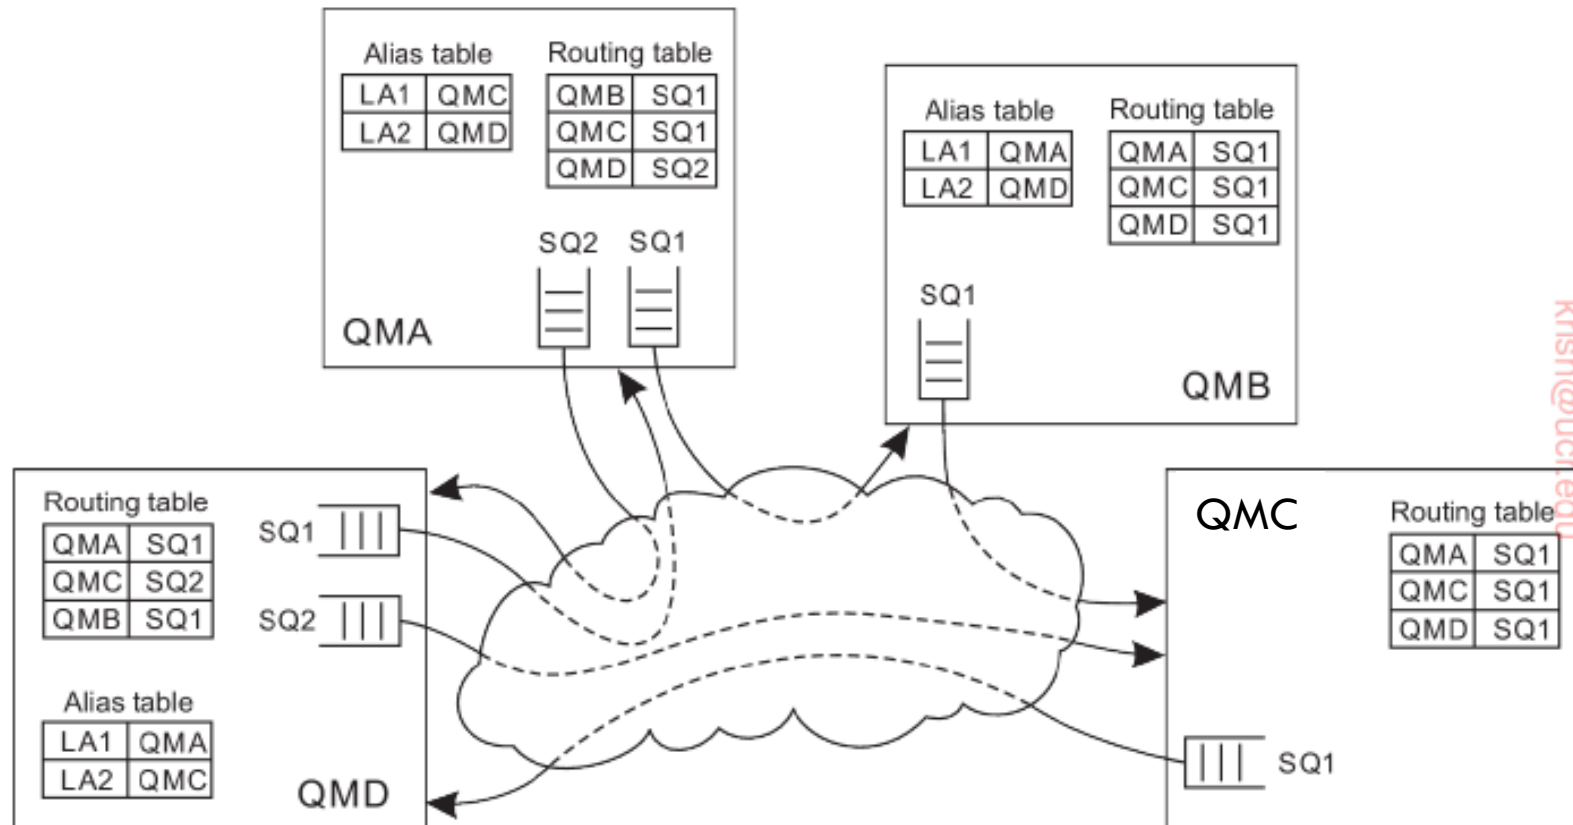 Alias table
LA1 QMC
LA2 QMD
Routing table
QMB SQ1
QMC SQ1
QMD SQ2
SQ2 SQ1
QMA
Alias table
LA1 QMA
LA2 QMD
Routing table
QMA SQ1
QMC SQ1
QMD SQ1
SQ1
QMB
Routing table
QMA SQ1
QMC SQ2
QMB SQ1
SQ1
SQ2
Alias table
LA1 QMA
LA2 QMC
QMD
QMC
Routing table
QMA SQ1
QMC SQ1
QMD SQ1
SQ1
krish@ucr.edu